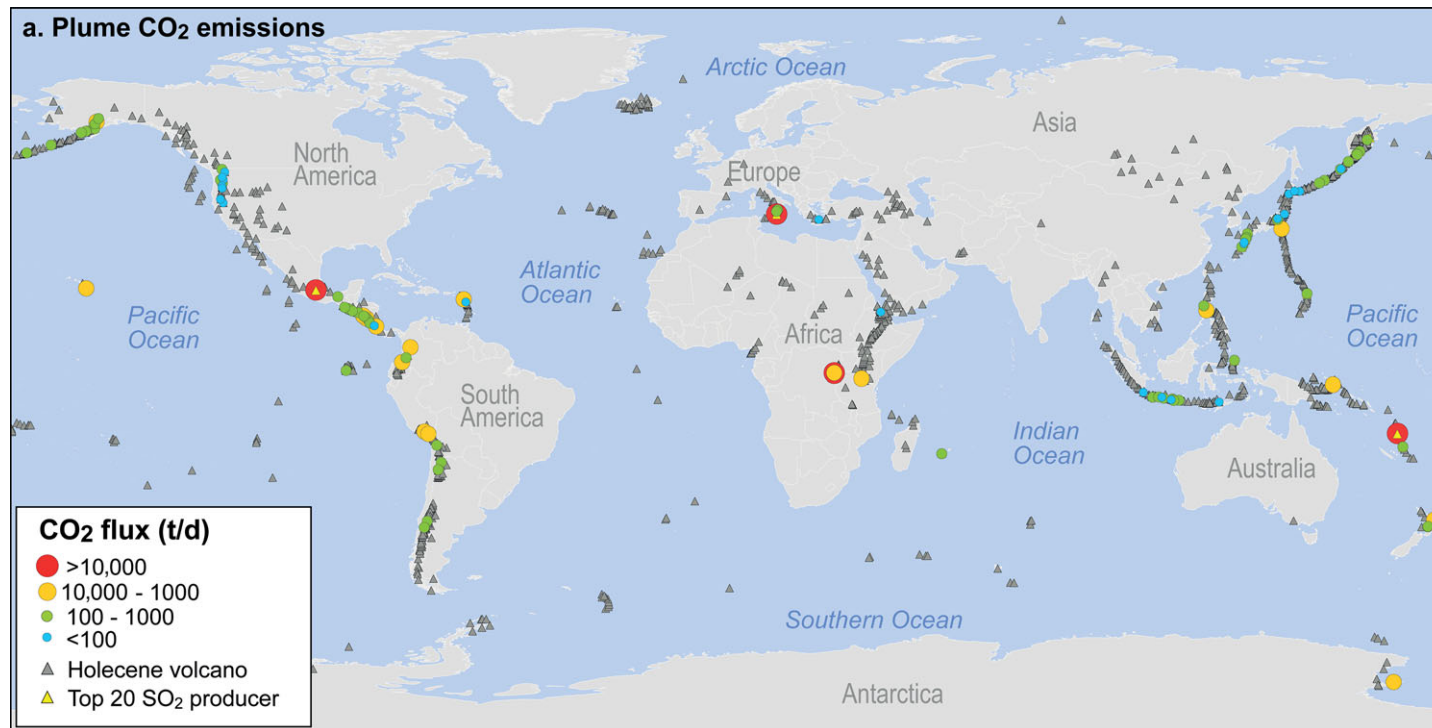 a. Plume CO₂ emissions
Arctic Ocean
Asia
North
America
Europe
Atlantic
Ocean
Pacific
Ocean
Africa
Pacific
Ocean
South
America
Indian
Ocean
Australia
Southern Ocean
Antarctica
CO₂ flux (t/d)
>10,000
10,000 - 1000
100 - 1000
<100
Holecene volcano
Top 20 SO₂ producer